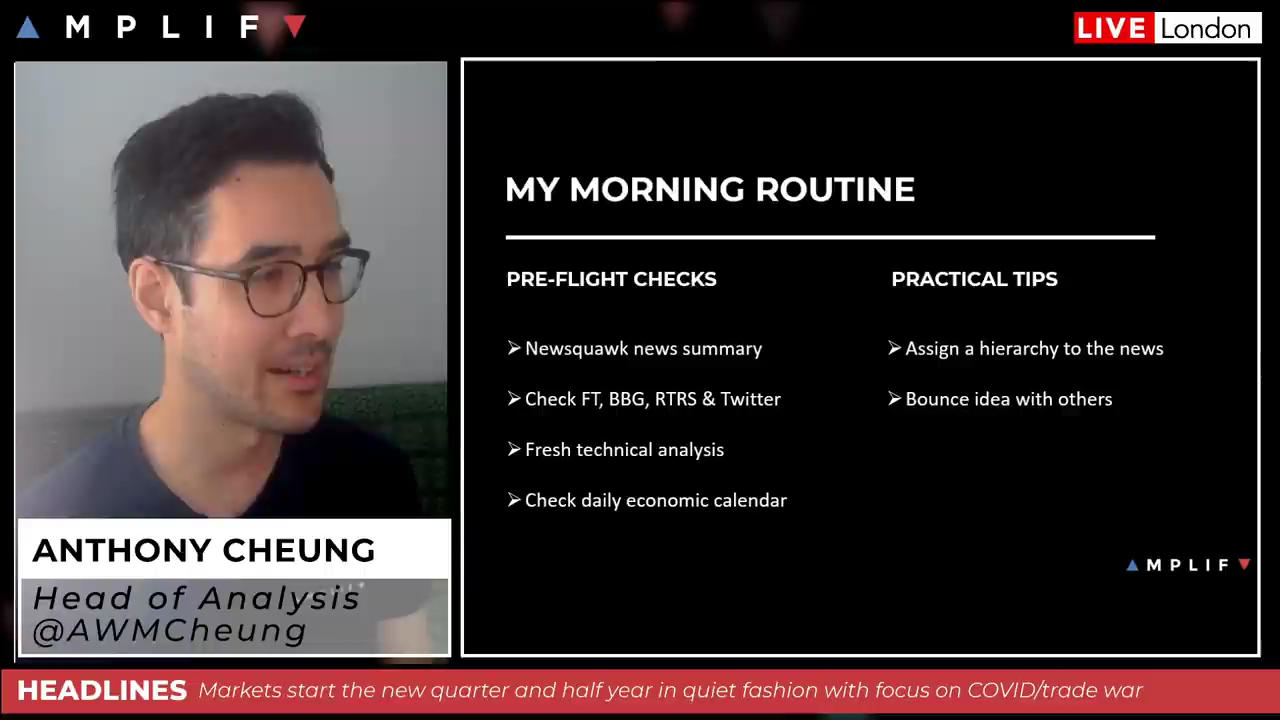 ▲ M P L I F ▼
LIVE London
MY MORNING ROUTINE
PRE-FLIGHT CHECKS
➢ Newsquawk news summary
➢ Check FT, BBG, RTRS & Twitter
➢ Fresh technical analysis
➢ Check daily economic calendar
PRACTICAL TIPS
➢ Assign a hierarchy to the news
➢ Bounce idea with others
▲ M P L I F ▼
ANTHONY CHEUNG
Head of Analysis
@AWMCheung
HEADLINES Markets start the new quarter and half year in quiet fashion with focus on COVID/trade war